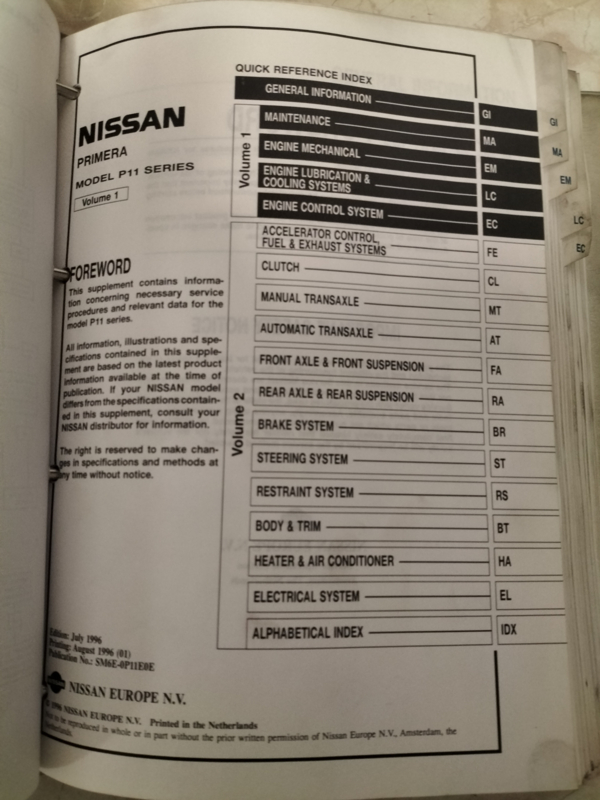 QUICK REFERENCE INDEX
NISSAN
PRIMERA
MODEL P11 SERIES
Volume 1
FOREWORD
This supplement contains informa-
tion concerning necessary service
procedures and relevant data for the
model P11 series.
All information, illustrations and spe-
cifications contained in this supple-
ment are based on the latest product
information available at the time of
publication. If your NISSAN model
differs from the specifications contain-
ed in this supplement, consult your
NISSAN distributor for information.
The right is reserved to make chan-
ges in specifications and methods at
any time without notice.
Volume 1
GENERAL INFORMATION GI
MAINTENANCE MA
ENGINE MECHANICAL EM
ENGINE LUBRICATION &
COOLING SYSTEMS LC
ENGINE CONTROL SYSTEM EC
Volume 2
ACCELERATOR CONTROL,
FUEL & EXHAUST SYSTEMS FE
CLUTCH CL
MANUAL TRANSAXLE MT
AUTOMATIC TRANSAXLE AT
FRONT AXLE & FRONT SUSPENSION FA
REAR AXLE & REAR SUSPENSION RA
BRAKE SYSTEM BR
STEERING SYSTEM ST
RESTRAINT SYSTEM RS
BODY & TRIM BT
HEATER & AIR CONDITIONER HA
ELECTRICAL SYSTEM EL
ALPHABETICAL INDEX IDX
GI
MA
EM
LC
EC
Edition: July 1996
Printing: August 1996 (01)
Publication No.: SM6E-0P11E0E
NISSAN EUROPE N.V.
© 1996 NISSAN EUROPE N.V. Printed in the Netherlands
to be reproduced in whole or in part without the prior written permission of Nissan Europe N.V., Amsterdam, the
Netherlands.